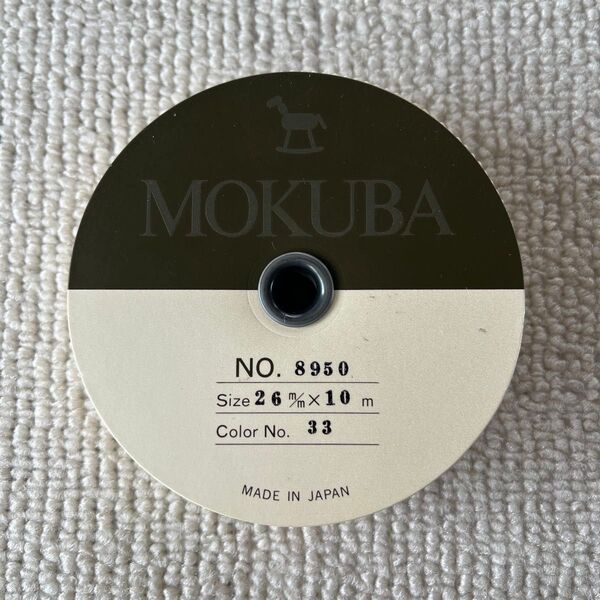 MOKUBA
NO. 8950
Size 26 m/m × 10 m
Color No. 33
MADE IN JAPAN